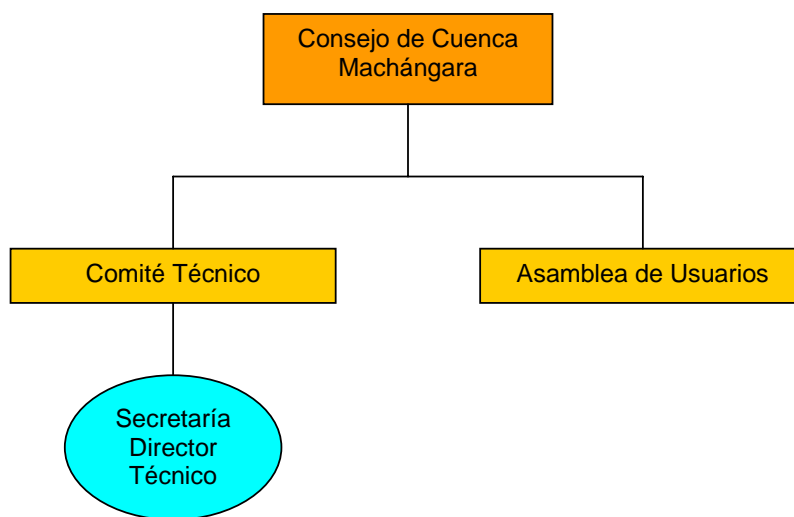 Consejo de Cuenca
Machángara
Comité Técnico
Asamblea de Usuarios
Secretaría
Director
Técnico